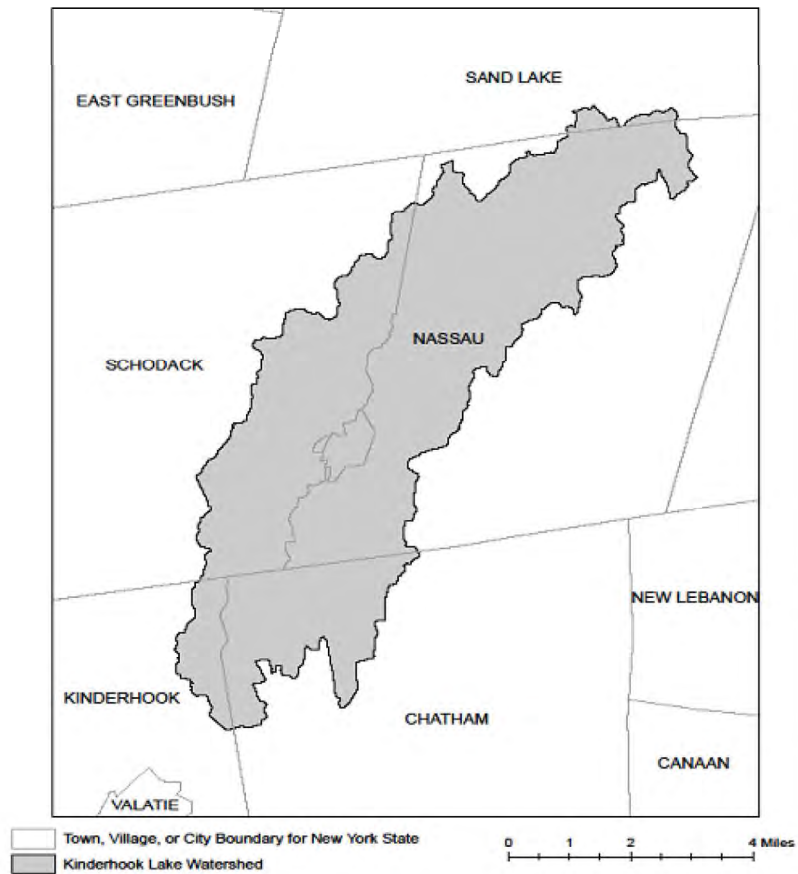 SAND LAKE
EAST GREENBUSH
NASSAU
SCHODACK
NEW LEBANON
KINDERHOOK
CHATHAM
CANAAN
VALATIE
Town, Village, or City Boundary for New York State
Kinderhook Lake Watershed
0 1 2 4 Miles